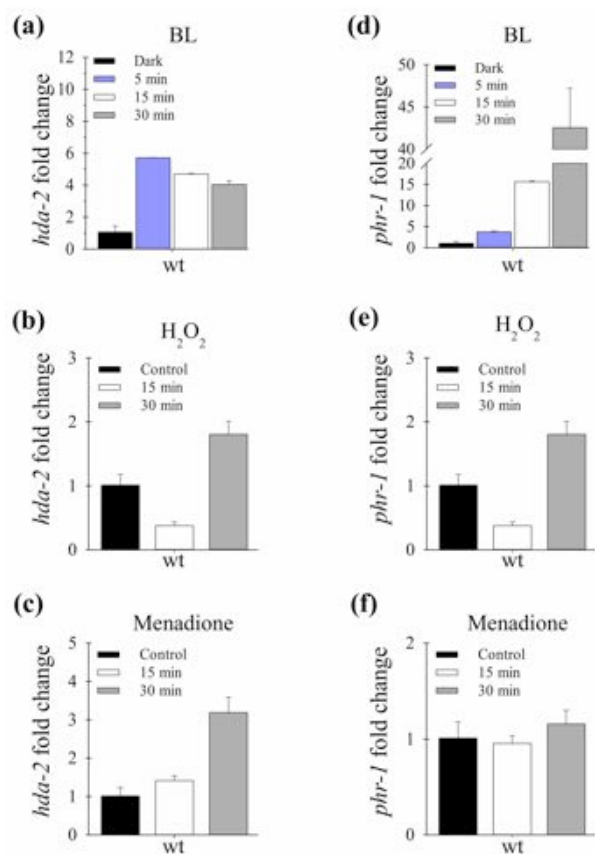 (a)
BL
Dark
5 min
15 min
30 min
12
10
8
6
4
2
0
hda-2 fold change
wt
(d)
BL
Dark
5 min
15 min
30 min
50
45
40
20
15
10
5
0
phr-1 fold change
wt
(b)
H₂O₂
Control
15 min
30 min
3
2
1
0
hda-2 fold change
wt
(e)
H₂O₂
Control
15 min
30 min
3
2
1
0
phr-1 fold change
wt
(c)
Menadione
Control
15 min
30 min
5
4
3
2
1
0
hda-2 fold change
wt
(f)
Menadione
Control
15 min
30 min
2
1
0
phr-1 fold change
wt